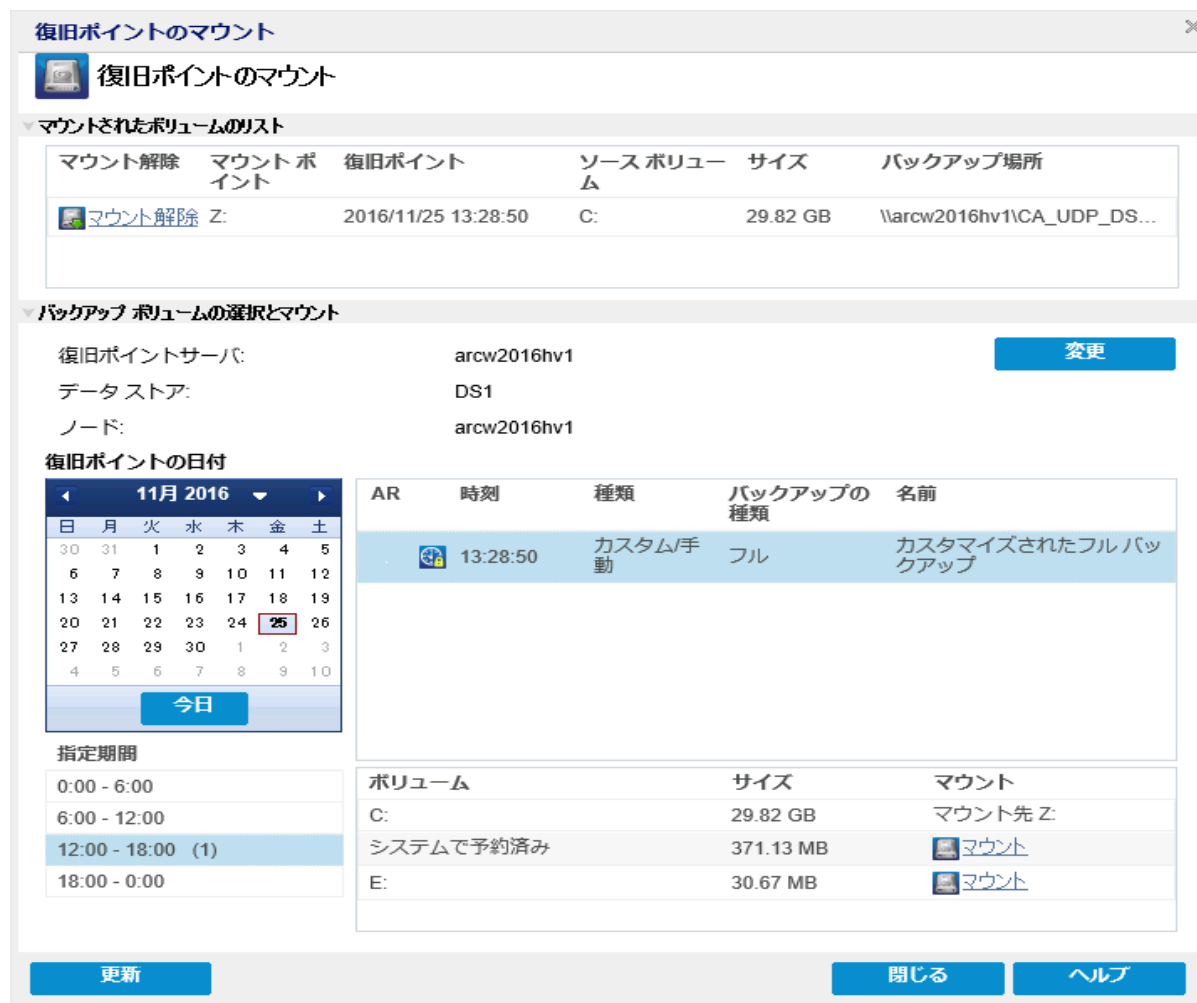 復旧ポイントのマウント
復旧ポイントのマウント
マウントされたボリュームのリスト
マウント解除 マウント ポイント 復旧ポイント ソース ボリューム サイズ バックアップ場所
マウント解除 Z: 2016/11/25 13:28:50 C: 29.82 GB \\arcw2016hv1\CA_UDP_DS...
バックアップ ボリュームの選択とマウント
復旧ポイントサーバ: arcw2016hv1 変更
データ ストア: DS1
ノード: arcw2016hv1
復旧ポイントの日付
11月 2016
日 月 火 水 木 金 土
30 31 1 2 3 4 5
6 7 8 9 10 11 12
13 14 15 16 17 18 19
20 21 22 23 24 25 26
27 28 29 30 1 2 3
4 5 6 7 8 9 10
今日
AR 時刻 種類 バックアップの種類 名前
13:28:50 カスタム/手動 フル カスタマイズされたフル バックアップ
指定期間
0:00 - 6:00
6:00 - 12:00
12:00 - 18:00 (1)
18:00 - 0:00
ボリューム サイズ マウント
C: 29.82 GB マウント先 Z:
システムで予約済み 371.13 MB マウント
E: 30.67 MB マウント
更新 閉じる ヘルプ